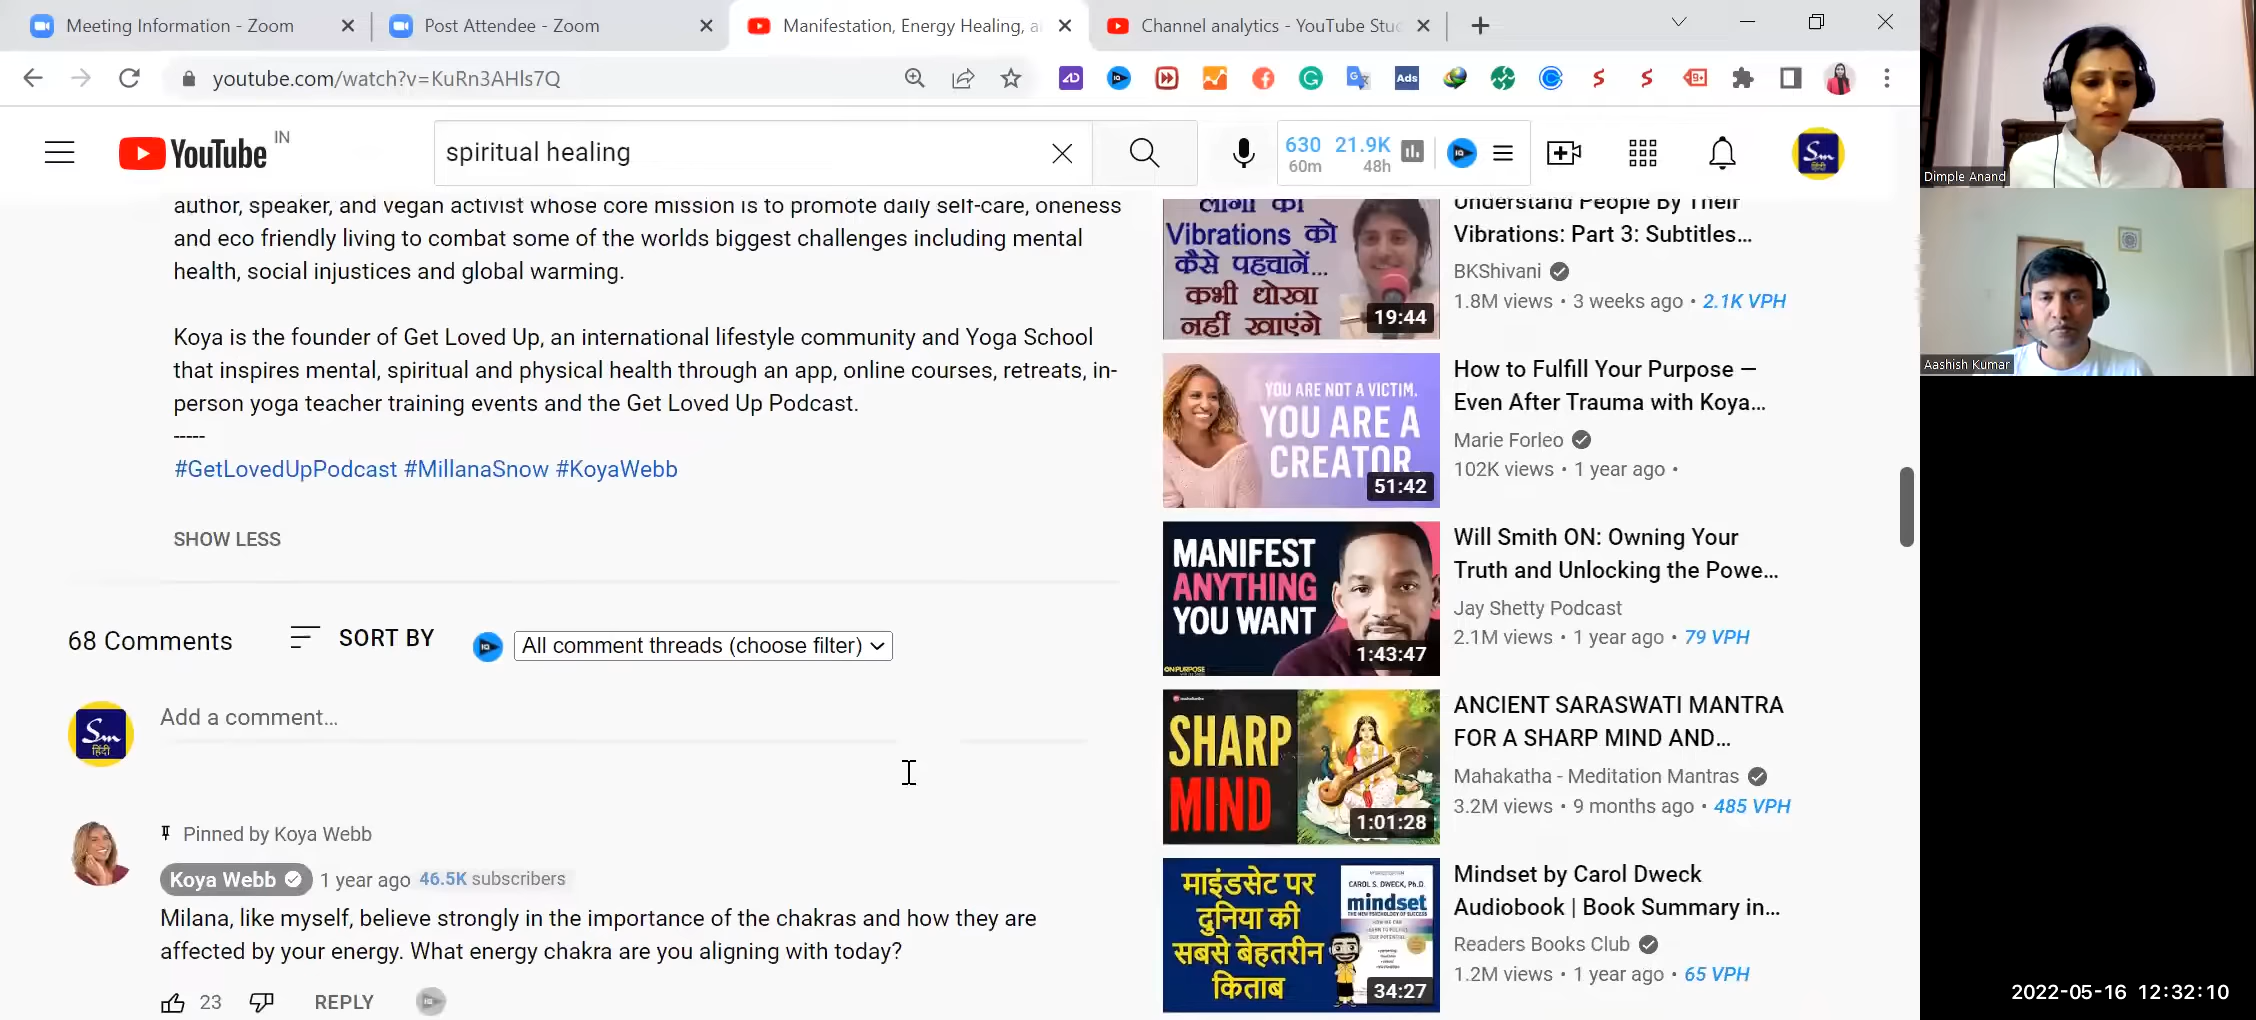 Meeting Information - Zoom
Post Attendee - Zoom
Manifestation, Energy Healing, a
Channel analytics - YouTube Stud
youtube.com/watch?v=KuRn3AHls7Q
Ads
9+
YouTube IN
spiritual healing
630 21.9K
60m 48h
Sm
हिंदी
author, speaker, and vegan activist whose core mission is to promote daily self-care, oneness
and eco friendly living to combat some of the worlds biggest challenges including mental
health, social injustices and global warming.
Koya is the founder of Get Loved Up, an international lifestyle community and Yoga School
that inspires mental, spiritual and physical health through an app, online courses, retreats, in-
person yoga teacher training events and the Get Loved Up Podcast.
-----
#GetLovedUpPodcast #MillanaSnow #KoyaWebb
SHOW LESS
68 Comments
SORT BY
All comment threads (choose filter)
Sm
हिंदी
Add a comment...
Pinned by Koya Webb
Koya Webb 1 year ago 46.5K subscribers
Milana, like myself, believe strongly in the importance of the chakras and how they are
affected by your energy. What energy chakra are you aligning with today?
23
REPLY
लोगों की
Vibrations को
कैसे पहचानें...
कभी धोखा
नहीं खाएंगे
19:44
Understand People By Their
Vibrations: Part 3: Subtitles...
BKShivani
1.8M views • 3 weeks ago • 2.1K VPH
YOU ARE NOT A VICTIM.
YOU ARE A
CREATOR
51:42
How to Fulfill Your Purpose —
Even After Trauma with Koya...
Marie Forleo
102K views • 1 year ago •
MANIFEST
ANYTHING
YOU WANT
ON PURPOSE
1:43:47
Will Smith ON: Owning Your
Truth and Unlocking the Powe...
Jay Shetty Podcast
2.1M views • 1 year ago • 79 VPH
SHARP
MIND
1:01:28
ANCIENT SARASWATI MANTRA
FOR A SHARP MIND AND...
Mahakatha - Meditation Mantras
3.2M views • 9 months ago • 485 VPH
माइंडसेट पर
दुनिया की
सबसे बेहतरीन
किताब
CAROL S. DWECK, Ph.D.
mindset
34:27
Mindset by Carol Dweck
Audiobook | Book Summary in...
Readers Books Club
1.2M views • 1 year ago • 65 VPH
Dimple Anand
Aashish Kumar
2022-05-16 12:32:10